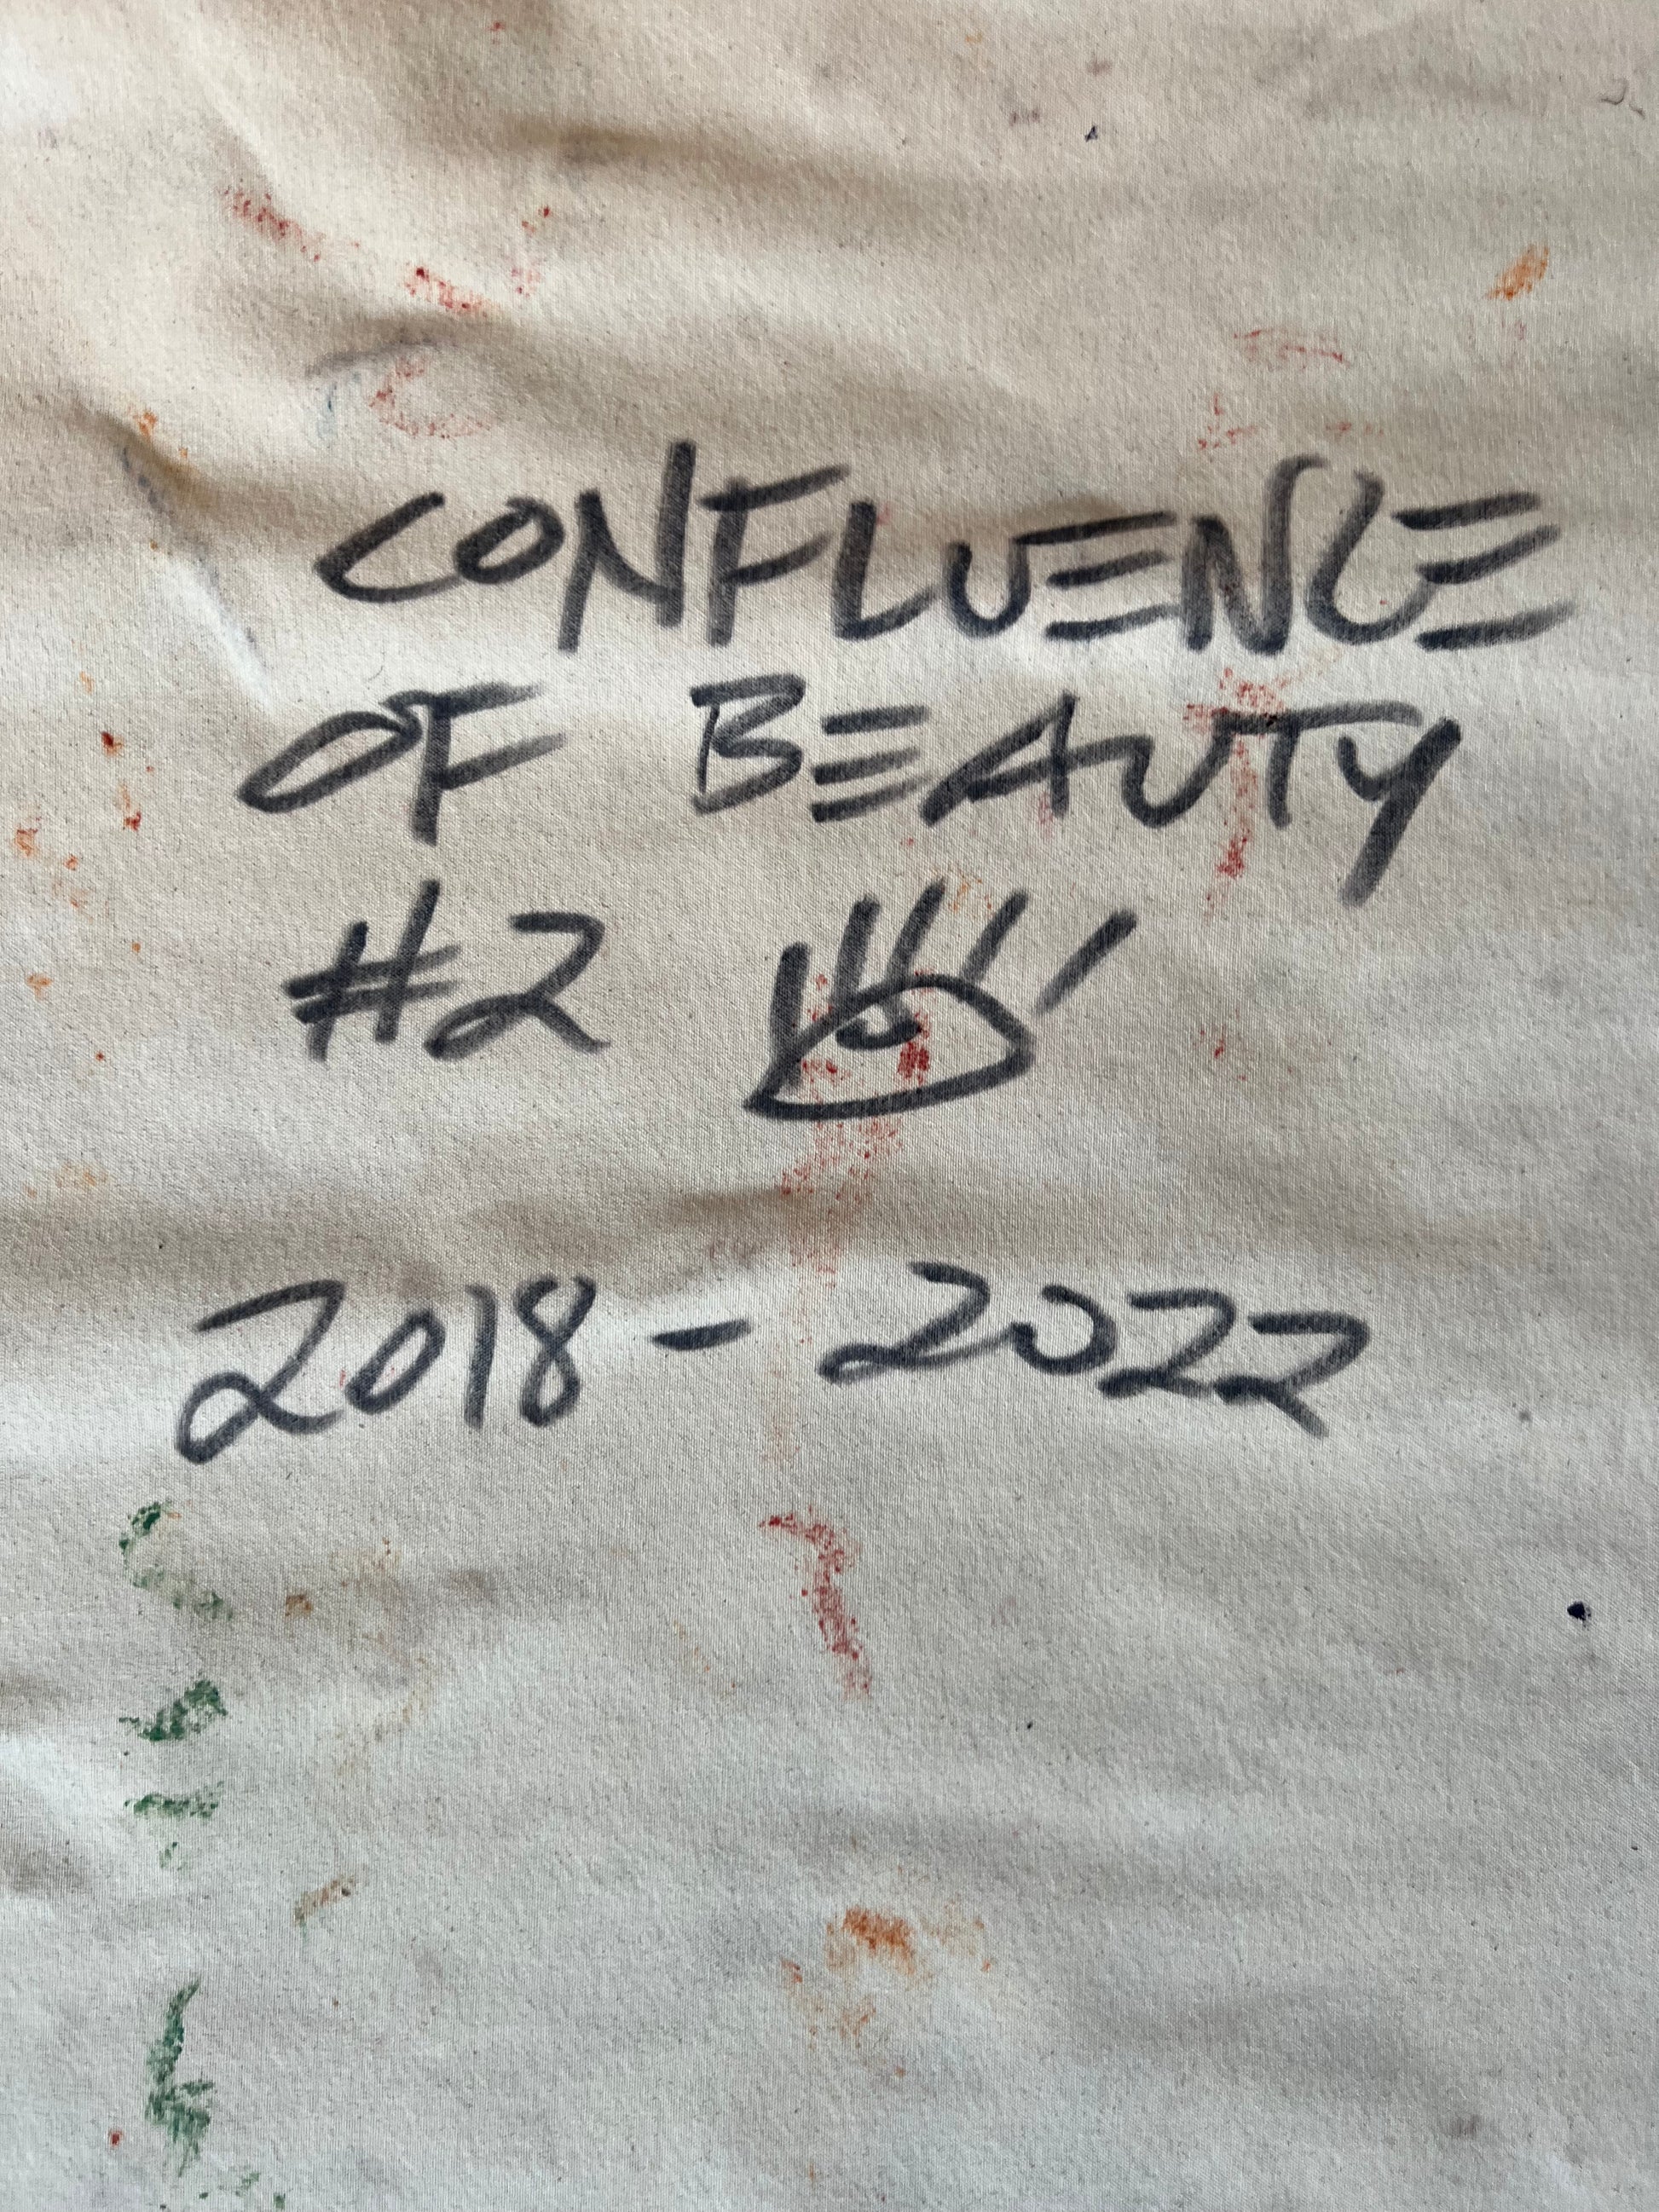 CONFLUENCE
OF BEAUTY
#2
2018-2022